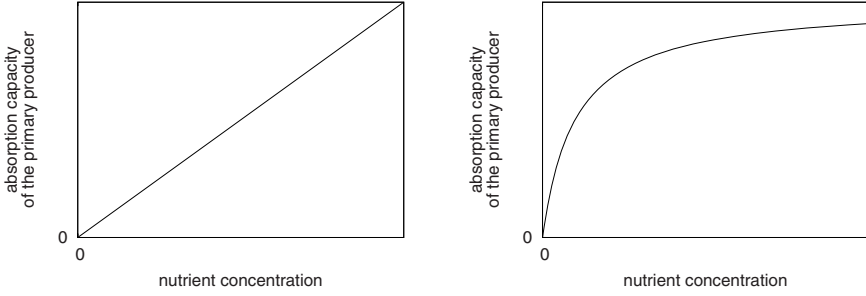 absorption capacity
of the primary producer
0
0
nutrient concentration
absorption capacity
of the primary producer
0
0
nutrient concentration